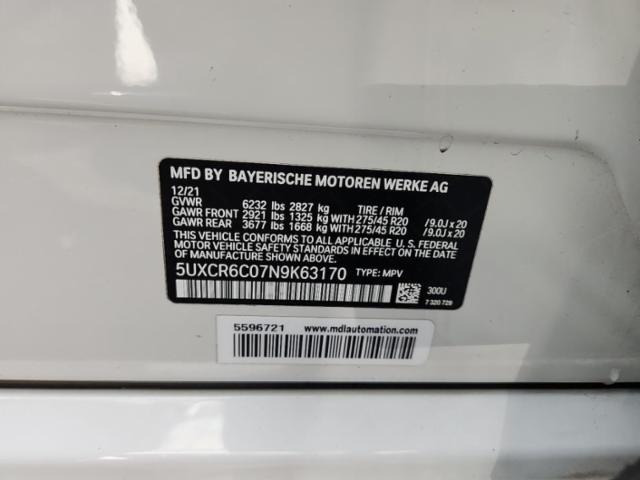 MFD BY BAYERISCHE MOTOREN WERKE AG
12/21
GVWR 6232 lbs 2827 kg TIRE / RIM
GAWR FRONT 2921 lbs 1325 kg WITH 275/45 R20 /9.0J x 20
GAWR REAR 3677 lbs 1668 kg WITH 275/45 R20 /9.0J x 20
THIS VEHICLE CONFORMS TO ALL APPLICABLE U.S. FEDERAL
MOTOR VEHICLE SAFETY STANDARDS IN EFFECT ON THE DATE OF
MANUFACTURE SHOWN ABOVE.
5UXCR6C07N9K63170 TYPE: MPV
300U
7 320 729
5596721 www.mdlautomation.com